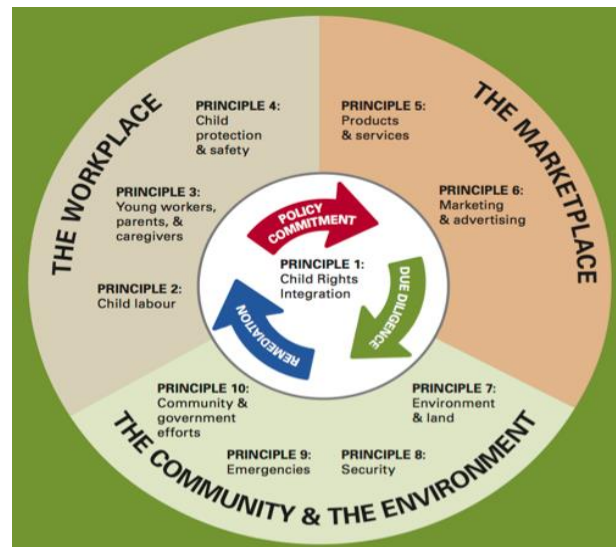 THE WORKPLACE
PRINCIPLE 4:
Child
protection
& safety
PRINCIPLE 3:
Young workers,
parents, &
caregivers
PRINCIPLE 2:
Child labour
THE MARKETPLACE
PRINCIPLE 5:
Products
& services
PRINCIPLE 6:
Marketing
& advertising
POLICY
COMMITMENT
PRINCIPLE 1:
Child Rights
Integration
DUE DILIGENCE
REMEDIATION
PRINCIPLE 10:
Community &
government
efforts
PRINCIPLE 9:
Emergencies
PRINCIPLE 8:
Security
PRINCIPLE 7:
Environment
& land
THE COMMUNITY & THE ENVIRONMENT